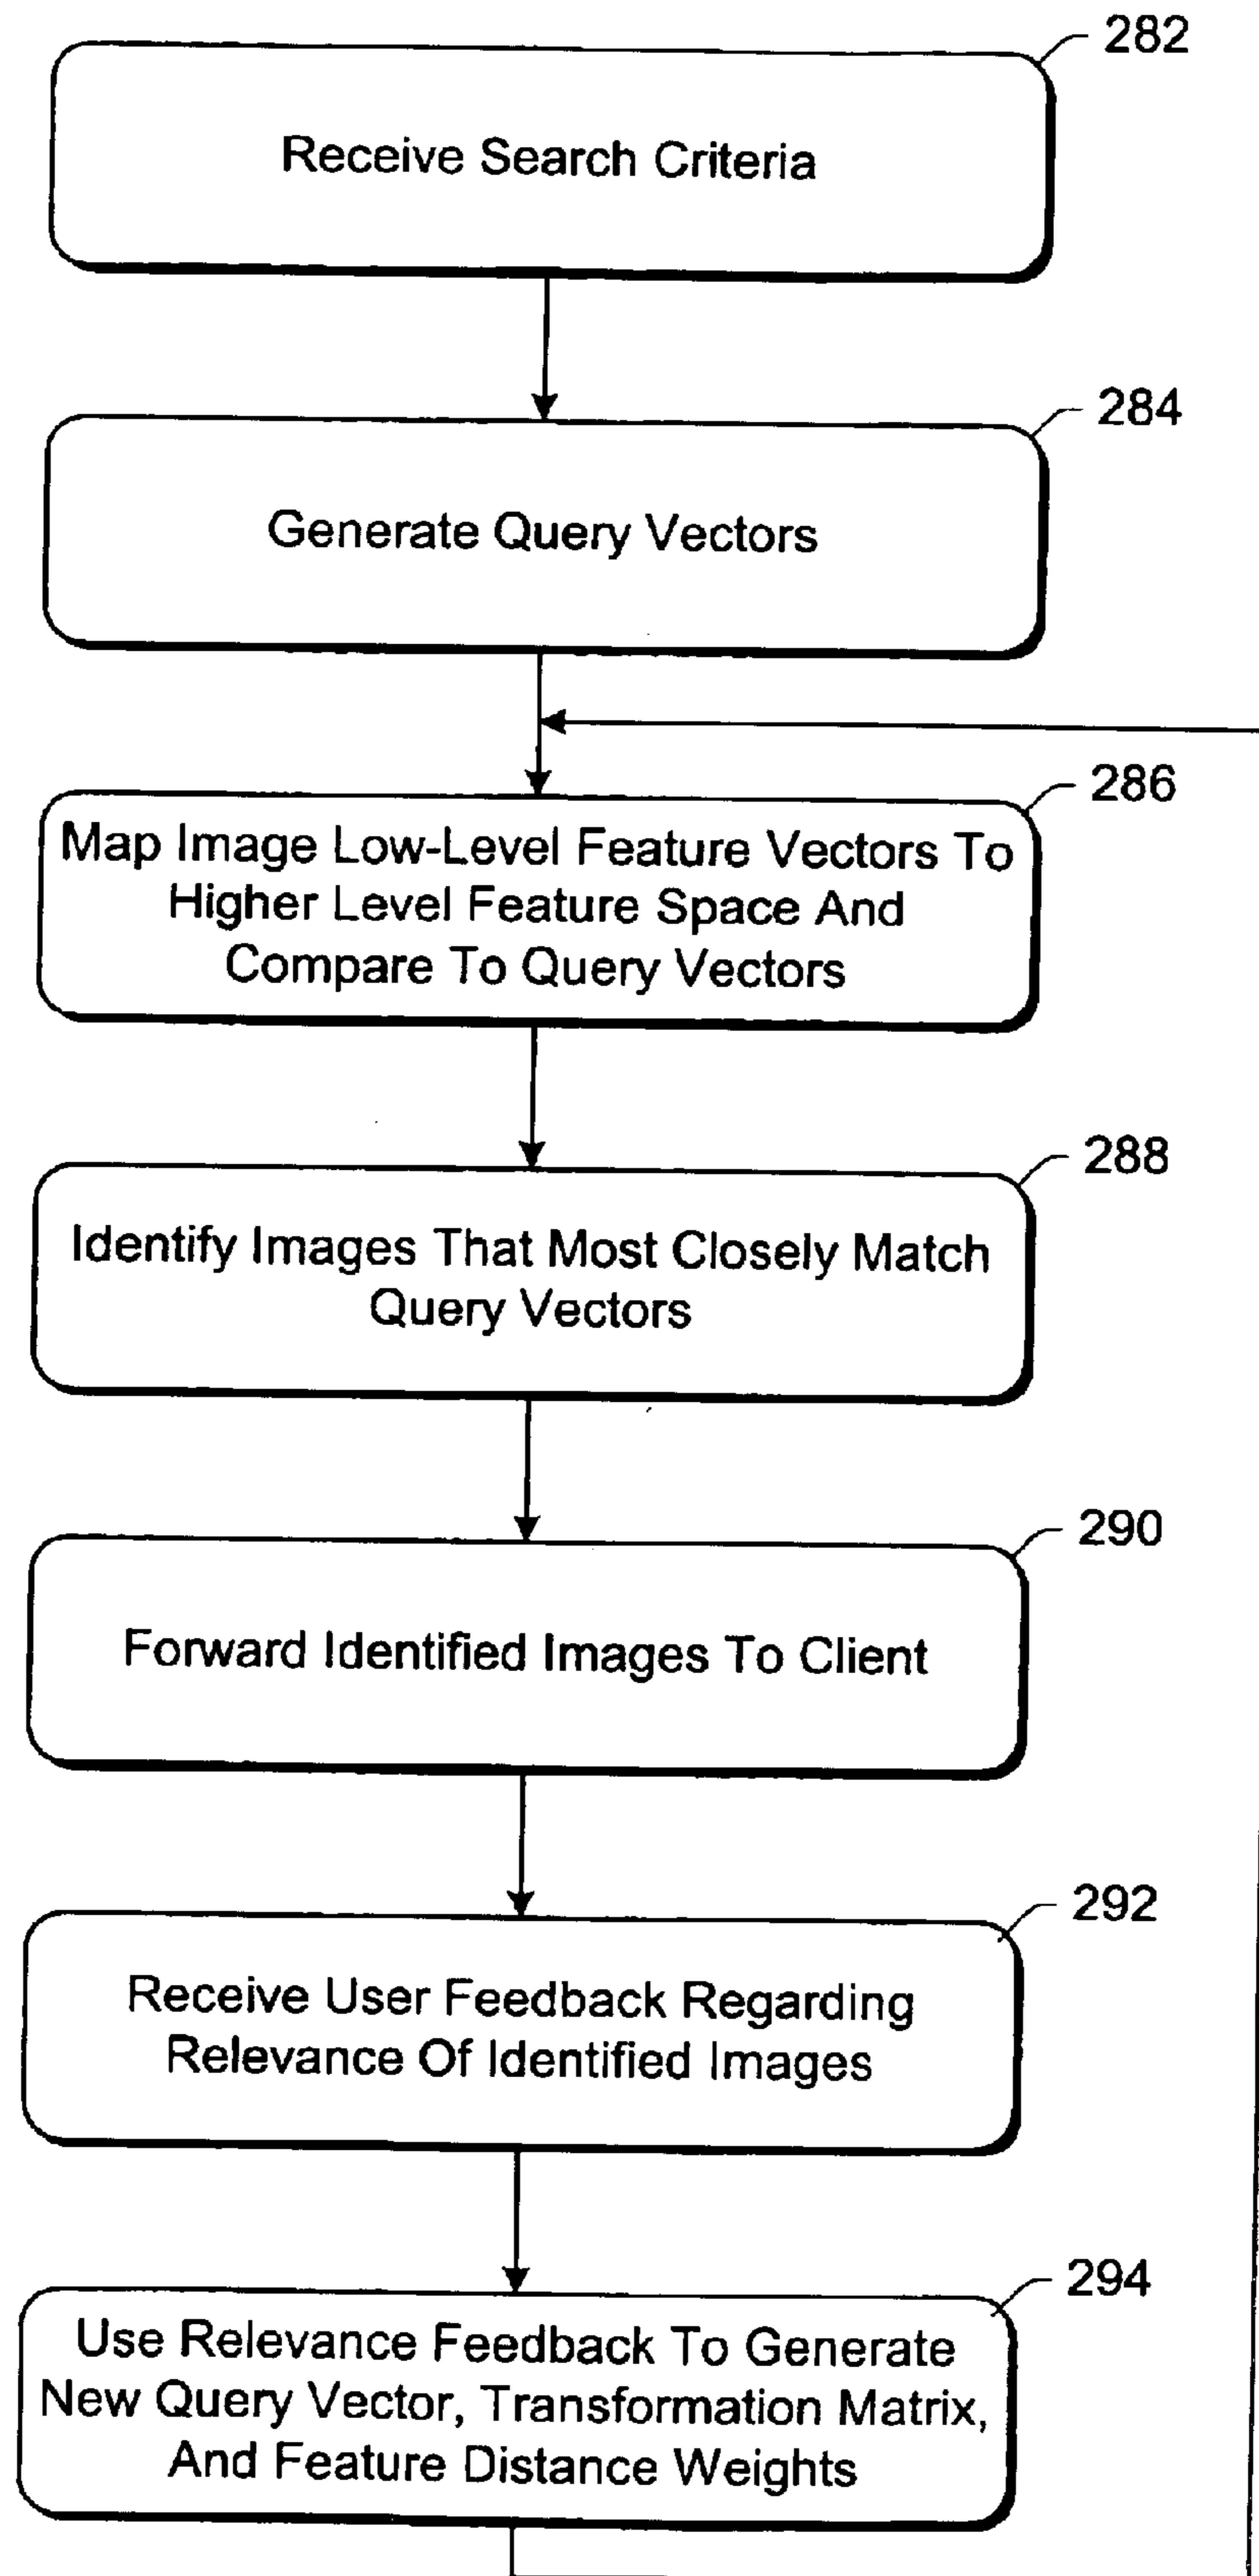 282
Receive Search Criteria
284
Generate Query Vectors
286
Map Image Low-Level Feature Vectors To
Higher Level Feature Space And
Compare To Query Vectors
288
Identify Images That Most Closely Match
Query Vectors
290
Forward Identified Images To Client
292
Receive User Feedback Regarding
Relevance Of Identified Images
294
Use Relevance Feedback To Generate
New Query Vector, Transformation Matrix,
And Feature Distance Weights